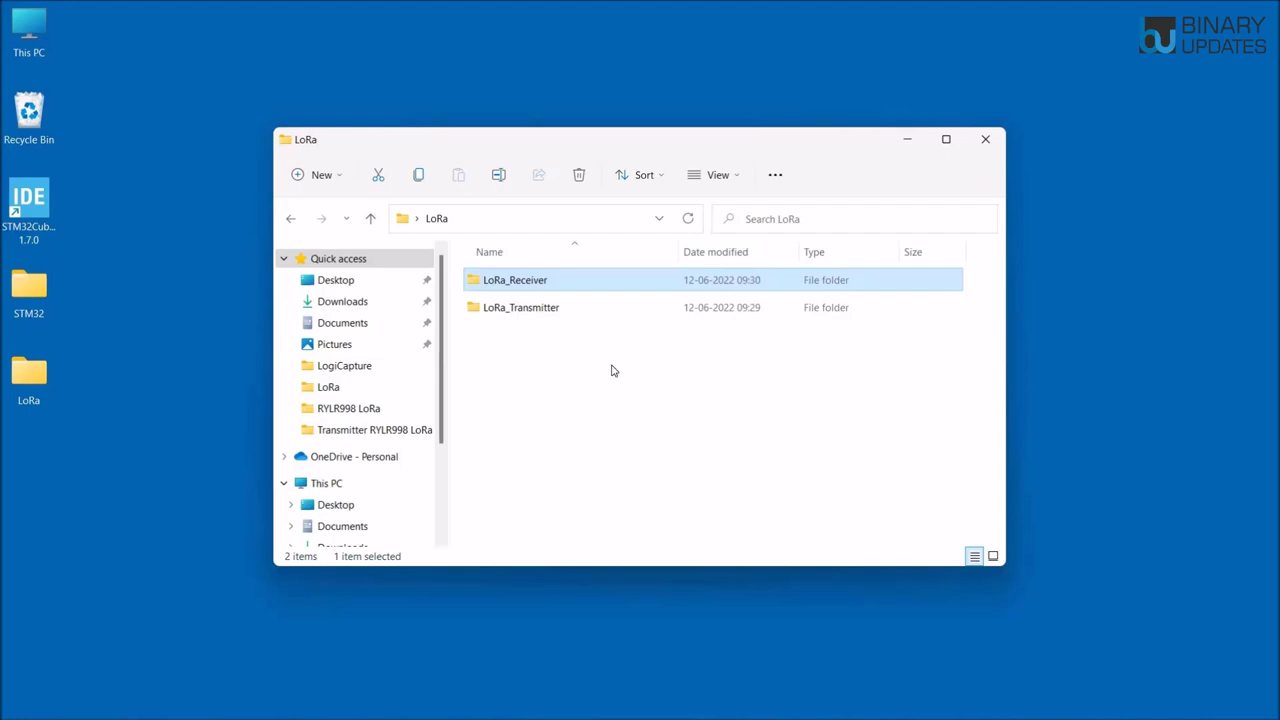 This PC
Recycle Bin
IDE
STM32Cub...
1.7.0
STM32
LoRa
BINARY
UPDATES
LoRa
New
Sort
View
LoRa
Search LoRa
Name Date modified Type Size
LoRa_Receiver 12-06-2022 09:30 File folder
LoRa_Transmitter 12-06-2022 09:29 File folder
Quick access
Desktop
Downloads
Documents
Pictures
LogiCapture
LoRa
RYLR998 LoRa
Transmitter RYLR998 LoRa
OneDrive - Personal
This PC
Desktop
Documents
Downloads
2 items 1 item selected